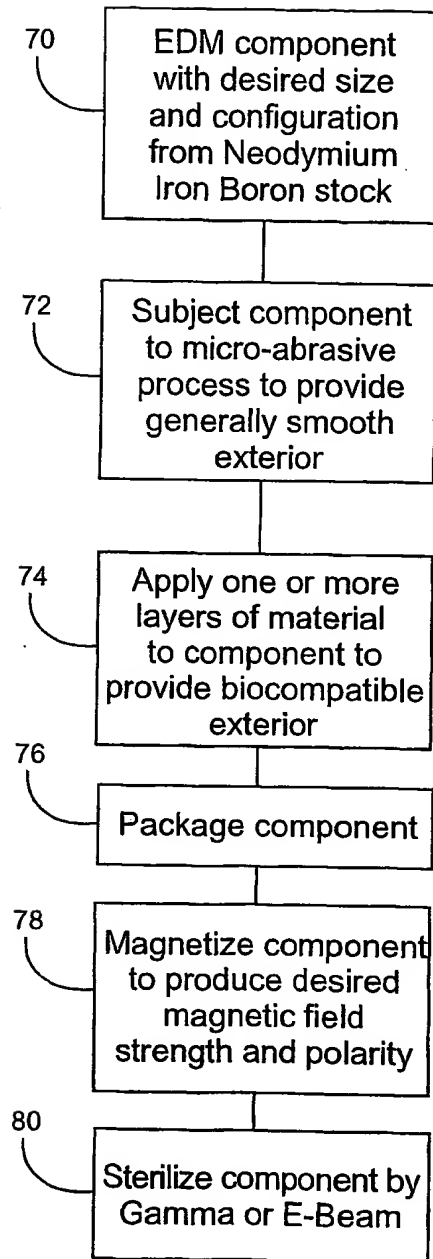 70
EDM component
with desired size
and configuration
from Neodymium
Iron Boron stock
72
Subject component
to micro-abrasive
process to provide
generally smooth
exterior
74
Apply one or more
layers of material
to component to
provide biocompatible
exterior
76
Package component
78
Magnetize component
to produce desired
magnetic field
strength and polarity
80
Sterilize component by
Gamma or E-Beam